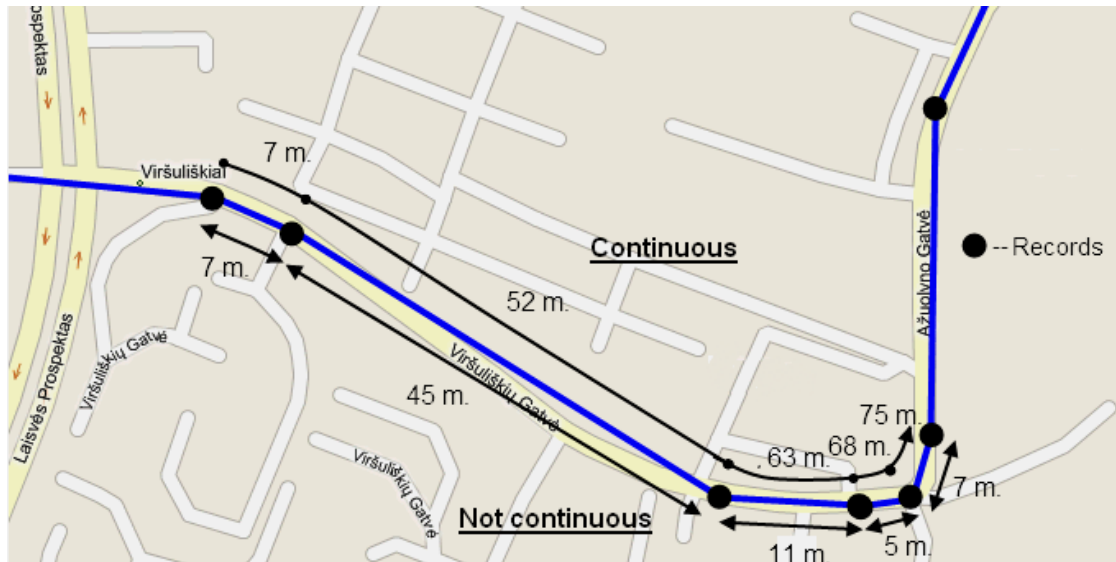 ospektas
Prospektas
Viršuliškiai
7 m.
7 m.
Continuous
-- Records
Ažuolyno Gatvė
52 m.
Viršuliškių Gatvė
Viršuliškių Gatvė
45 m.
Laisvės Prospektas
75 m.
68 m.
63 m.
Viršuliškių Gatvė
7 m.
Not continuous
11 m.
5 m.